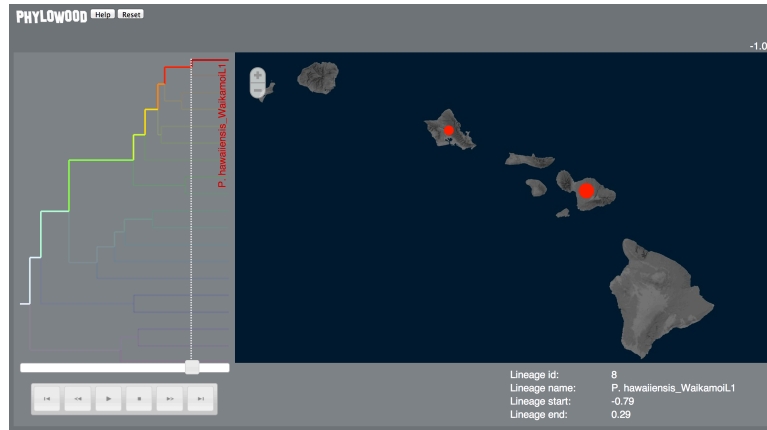 PHYLOWOOD Help Reset
-1.0
P. hawaiiensis_WaikamoiL1
Lineage id: 8
Lineage name: P. hawaiiensis_WaikamoiL1
Lineage start: -0.79
Lineage end: 0.29